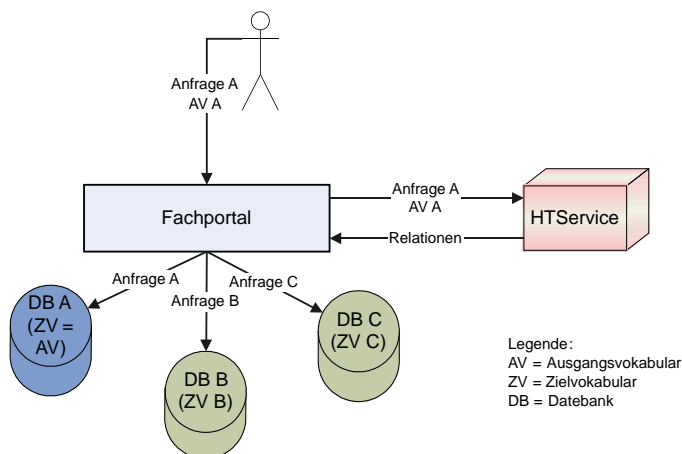 Anfrage A
AV A
Fachportal
Anfrage A
AV A
HTService
Relationen
Anfrage A
Anfrage B
Anfrage C
DB A
(ZV =
AV)
DB B
(ZV B)
DB C
(ZV C)
Legende:
AV = Ausgangsvokabular
ZV = Zielvokabular
DB = Datebank